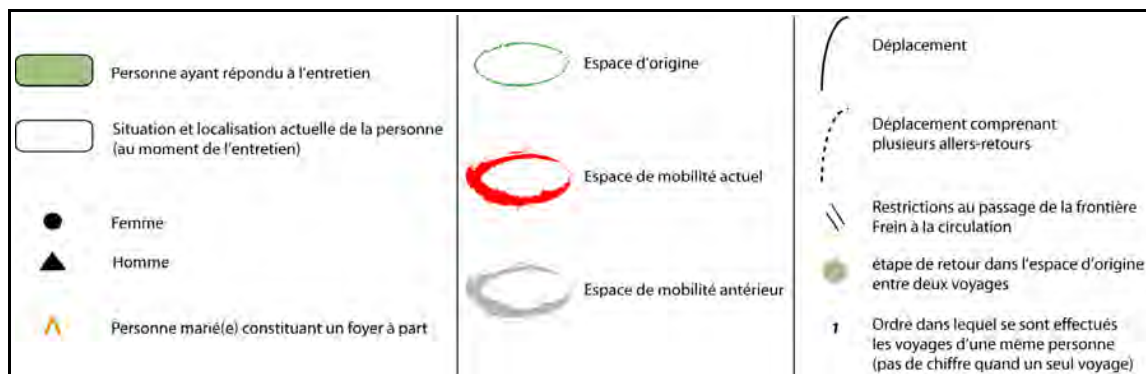 Personne ayant répondu à l'entretien
Situation et localisation actuelle de la personne
(au moment de l'entretien)
Femme
Homme
Personne marié(e) constituant un foyer à part
Espace d'origine
Espace de mobilité actuel
Espace de mobilité antérieur
Déplacement
Déplacement comprenant
plusieurs allers-retours
Restrictions au passage de la frontière
Frein à la circulation
étape de retour dans l'espace d'origine
entre deux voyages
1
Ordre dans lequel se sont effectués
les voyages d'une même personne
(pas de chiffre quand un seul voyage)